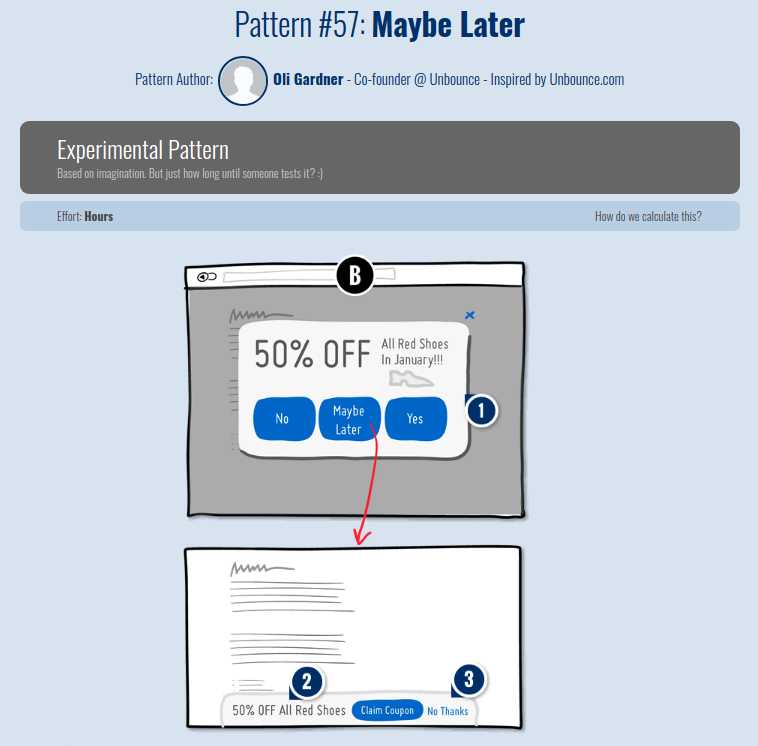 Pattern #57: Maybe Later
Pattern Author: Oli Gardner - Co-founder @ Unbounce - Inspired by Unbounce.com
Experimental Pattern
Based on imagination. But just how long until someone tests it? :)
Effort: Hours How do we calculate this?
B
50% OFF All Red Shoes
In January!!!
No Maybe Later Yes
1
2 3
50% OFF All Red Shoes Claim Coupon No Thanks